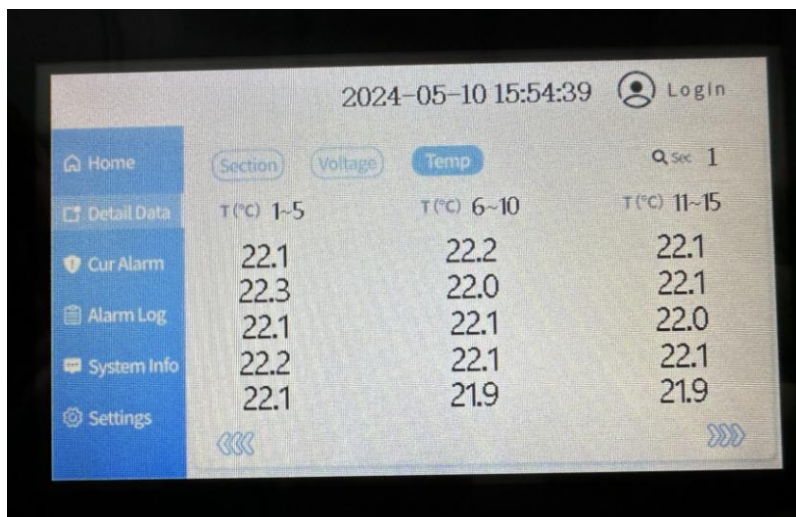 2024-05-10 15:54:39 Login
Home
Detail Data
Cur Alarm
Alarm Log
System Info
Settings
Section Voltage Temp Sec 1
T(°C) 1~5 T(°C) 6~10 T(°C) 11~15
22.1 22.2 22.1
22.3 22.0 22.1
22.1 22.1 22.0
22.2 22.1 22.1
22.1 21.9 21.9